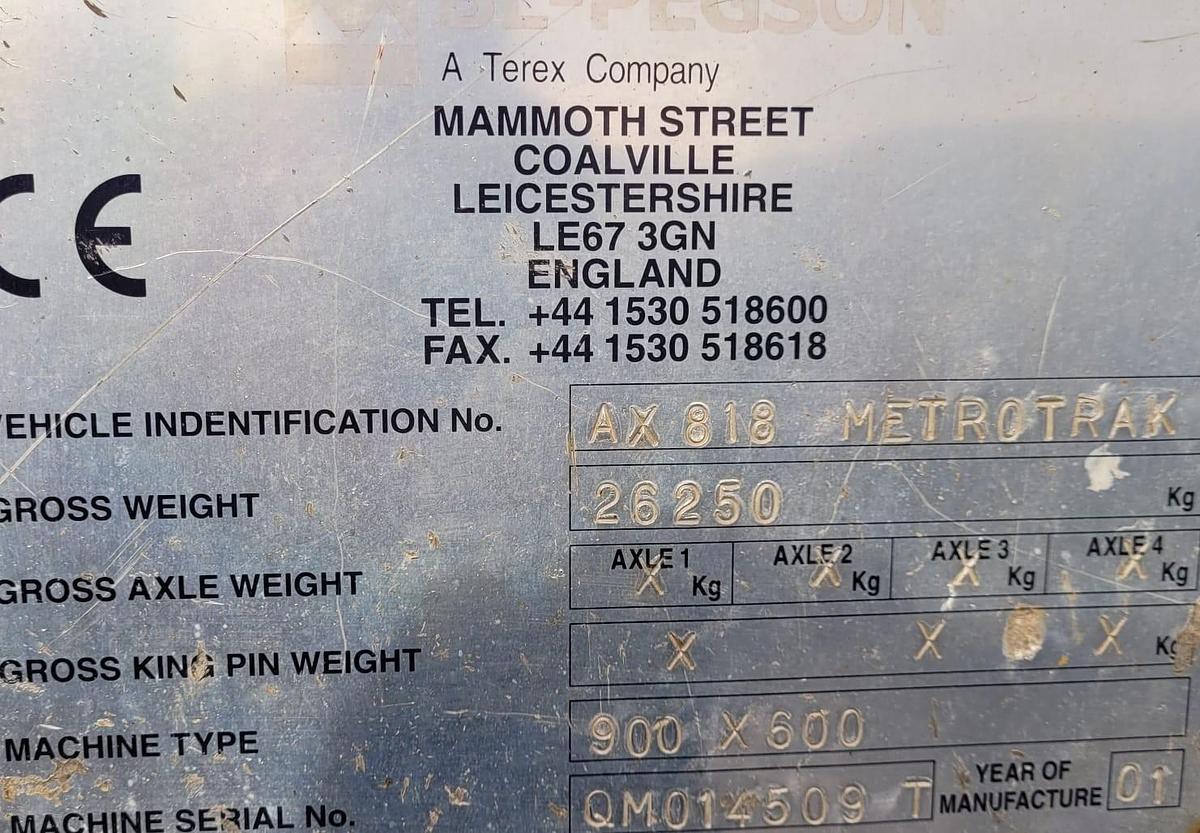 BL-PEGSON
A Terex Company
MAMMOTH STREET
COALVILLE
LEICESTERSHIRE
LE67 3GN
ENGLAND
TEL. +44 1530 518600
FAX. +44 1530 518618
CE
VEHICLE INDENTIFICATION No. AX 818 METROTRAK
GROSS WEIGHT 26250 Kg
GROSS AXLE WEIGHT AXLE 1 X Kg AXLE 2 X Kg AXLE 3 X Kg AXLE 4 X Kg
GROSS KING PIN WEIGHT X X X Kg
MACHINE TYPE 900 X 600
MACHINE SERIAL No. QM014509 T YEAR OF MANUFACTURE 01